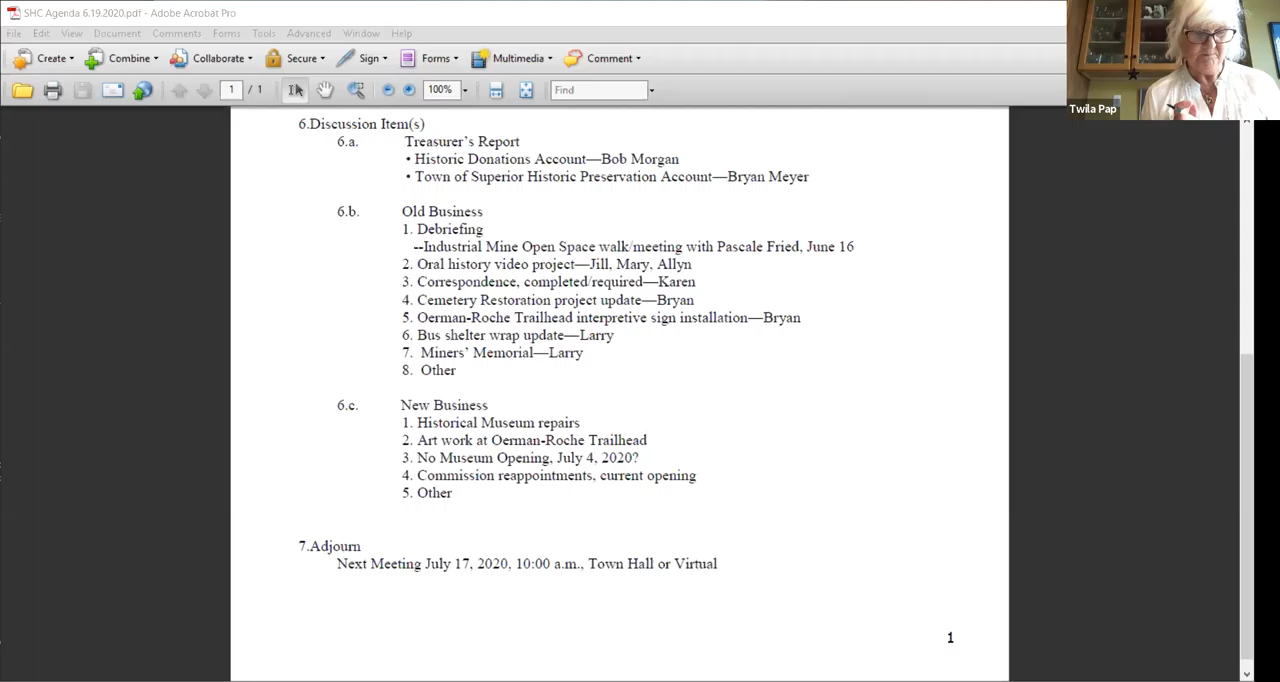 SHC Agenda 6.19.2020.pdf - Adobe Acrobat Pro
File Edit View Document Comments Forms Tools Advanced Window Help
Create Combine Collaborate Secure Sign Forms Multimedia Comment
1 / 1 100% Find
Twila Pap
6.Discussion Item(s)
6.a. Treasurer's Report
• Historic Donations Account—Bob Morgan
• Town of Superior Historic Preservation Account—Bryan Meyer
6.b. Old Business
1. Debriefing
--Industrial Mine Open Space walk/meeting with Pascale Fried, June 16
2. Oral history video project—Jill, Mary, Allyn
3. Correspondence, completed/required—Karen
4. Cemetery Restoration project update—Bryan
5. Oerman-Roche Trailhead interpretive sign installation—Bryan
6. Bus shelter wrap update—Larry
7. Miners' Memorial—Larry
8. Other
6.c. New Business
1. Historical Museum repairs
2. Art work at Oerman-Roche Trailhead
3. No Museum Opening, July 4, 2020?
4. Commission reappointments, current opening
5. Other
7.Adjourn
Next Meeting July 17, 2020, 10:00 a.m., Town Hall or Virtual
1